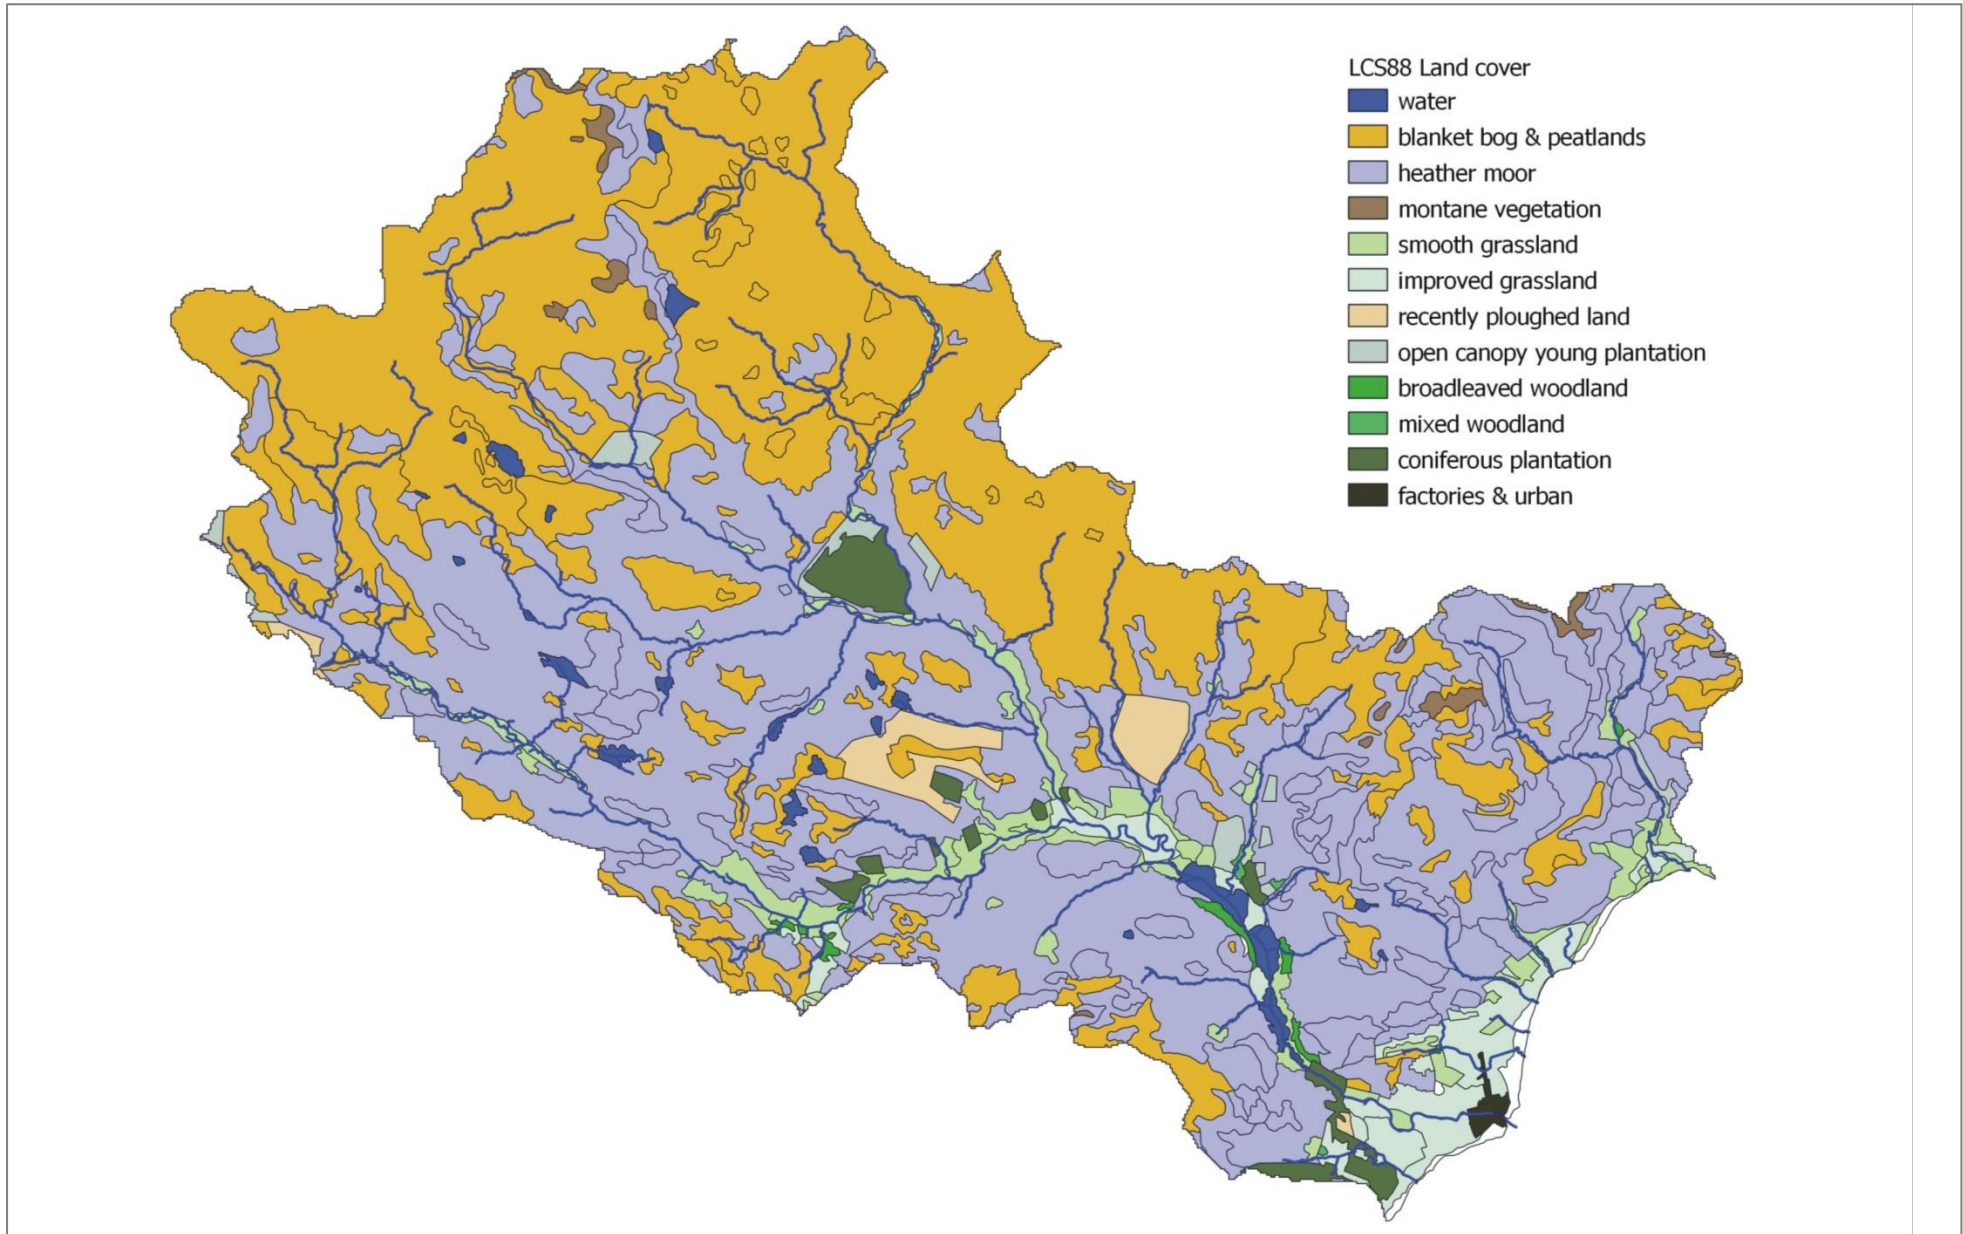 LCS88 Land cover
water
blanket bog & peatlands
heather moor
montane vegetation
smooth grassland
improved grassland
recently ploughed land
open canopy young plantation
broadleaved woodland
mixed woodland
coniferous plantation
factories & urban